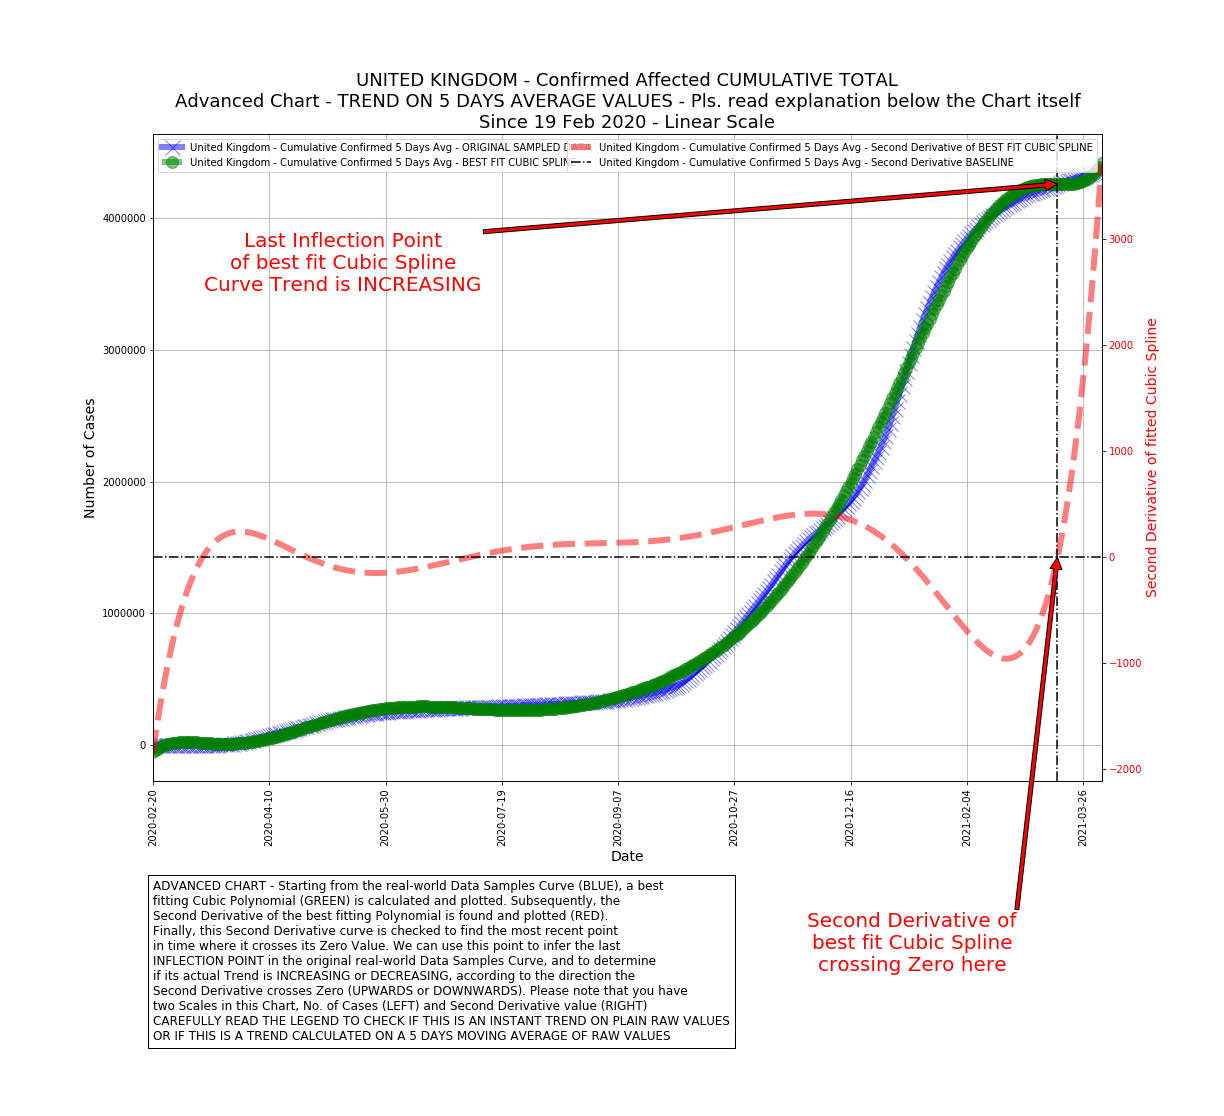 UNITED KINGDOM - Confirmed Affected CUMULATIVE TOTAL
Advanced Chart - TREND ON 5 DAYS AVERAGE VALUES - Pls. read explanation below the Chart itself
Since 19 Feb 2020 - Linear Scale
United Kingdom - Cumulative Confirmed 5 Days Avg - ORIGINAL SAMPLED DATA
United Kingdom - Cumulative Confirmed 5 Days Avg - BEST FIT CUBIC SPLINE
United Kingdom - Cumulative Confirmed 5 Days Avg - Second Derivative of BEST FIT CUBIC SPLINE
United Kingdom - Cumulative Confirmed 5 Days Avg - Second Derivative BASELINE
Last Inflection Point
of best fit Cubic Spline
Curve Trend is INCREASING
Number of Cases
4000000
3000000
2000000
1000000
0
3000
2000
1000
0
−1000
−2000
Second Derivative of fitted Cubic Spline
2020-02-20
2020-04-10
2020-05-30
2020-07-19
2020-09-07
2020-10-27
2020-12-16
2021-02-04
2021-03-26
Date
ADVANCED CHART - Starting from the real-world Data Samples Curve (BLUE), a best
fitting Cubic Polynomial (GREEN) is calculated and plotted. Subsequently, the
Second Derivative of the best fitting Polynomial is found and plotted (RED).
Finally, this Second Derivative curve is checked to find the most recent point
in time where it crosses its Zero Value. We can use this point to infer the last
INFLECTION POINT in the original real-world Data Samples Curve, and to determine
if its actual Trend is INCREASING or DECREASING, according to the direction the
Second Derivative crosses Zero (UPWARDS or DOWNWARDS). Please note that you have
two Scales in this Chart, No. of Cases (LEFT) and Second Derivative value (RIGHT)
CAREFULLY READ THE LEGEND TO CHECK IF THIS IS AN INSTANT TREND ON PLAIN RAW VALUES
OR IF THIS IS A TREND CALCULATED ON A 5 DAYS MOVING AVERAGE OF RAW VALUES
Second Derivative of
best fit Cubic Spline
crossing Zero here